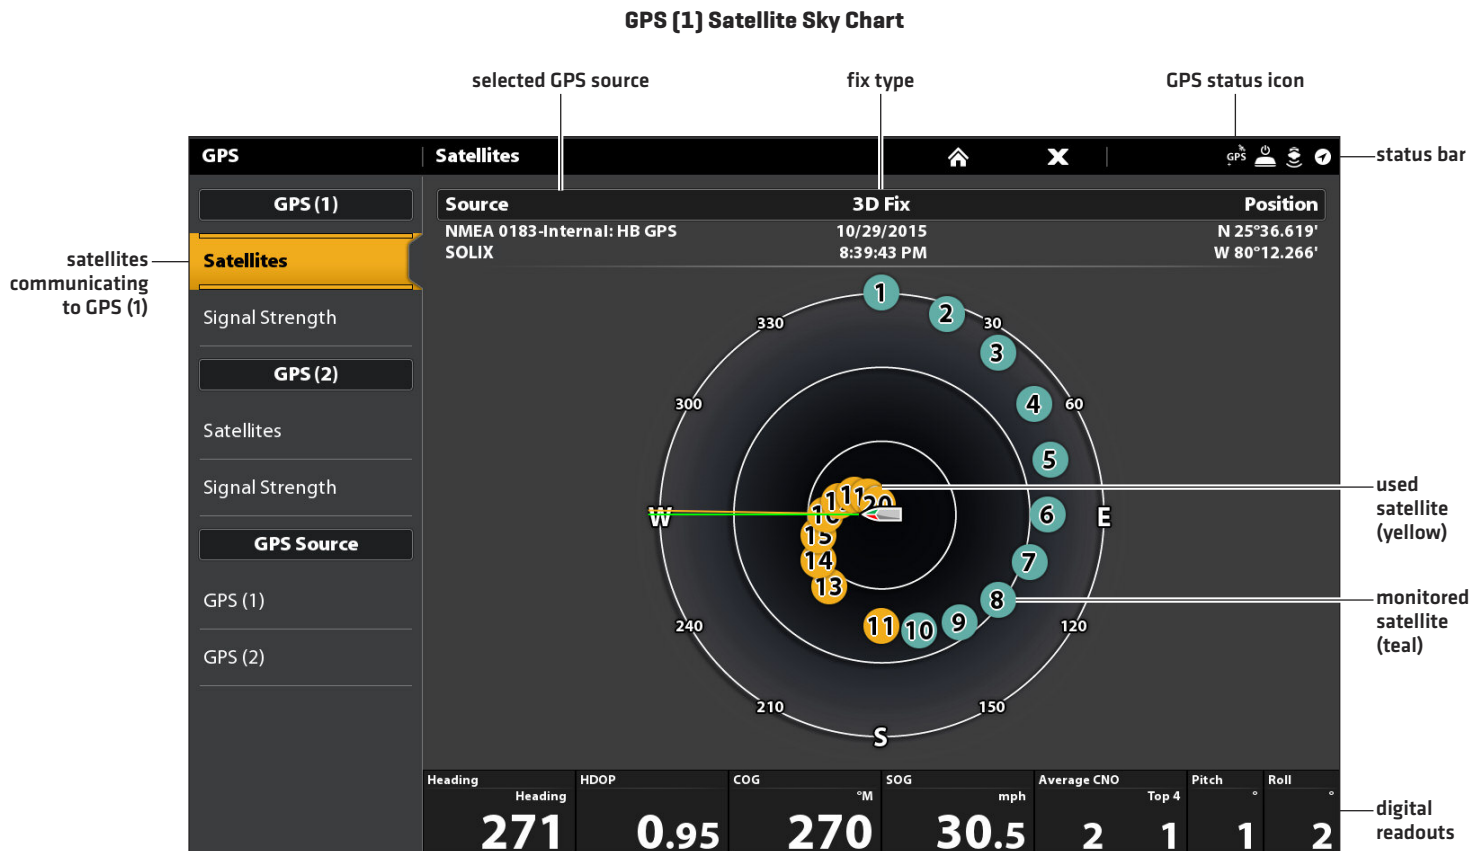 GPS (1) Satellite Sky Chart
selected GPS source
fix type
GPS status icon
status bar
GPS
Satellites
GPS
GPS (1)
Source
3D Fix
Position
NMEA 0183-Internal: HB GPS
10/29/2015
N 25°36.619'
SOLIX
8:39:43 PM
W 80°12.266'
satellites
communicating
to GPS (1)
Satellites
Signal Strength
GPS (2)
Satellites
Signal Strength
GPS Source
GPS (1)
GPS (2)
1
2
330
30
3
300
4
60
5
W
E
6
20
15
14
13
7
8
9
10
11
240
120
210
150
S
used
satellite
(yellow)
monitored
satellite
(teal)
Heading
HDOP
COG
SOG
Average CNO
Pitch
Roll
Heading
°M
mph
Top 4
°
°
271
0.95
270
30.5
2
1
1
2
digital
readouts